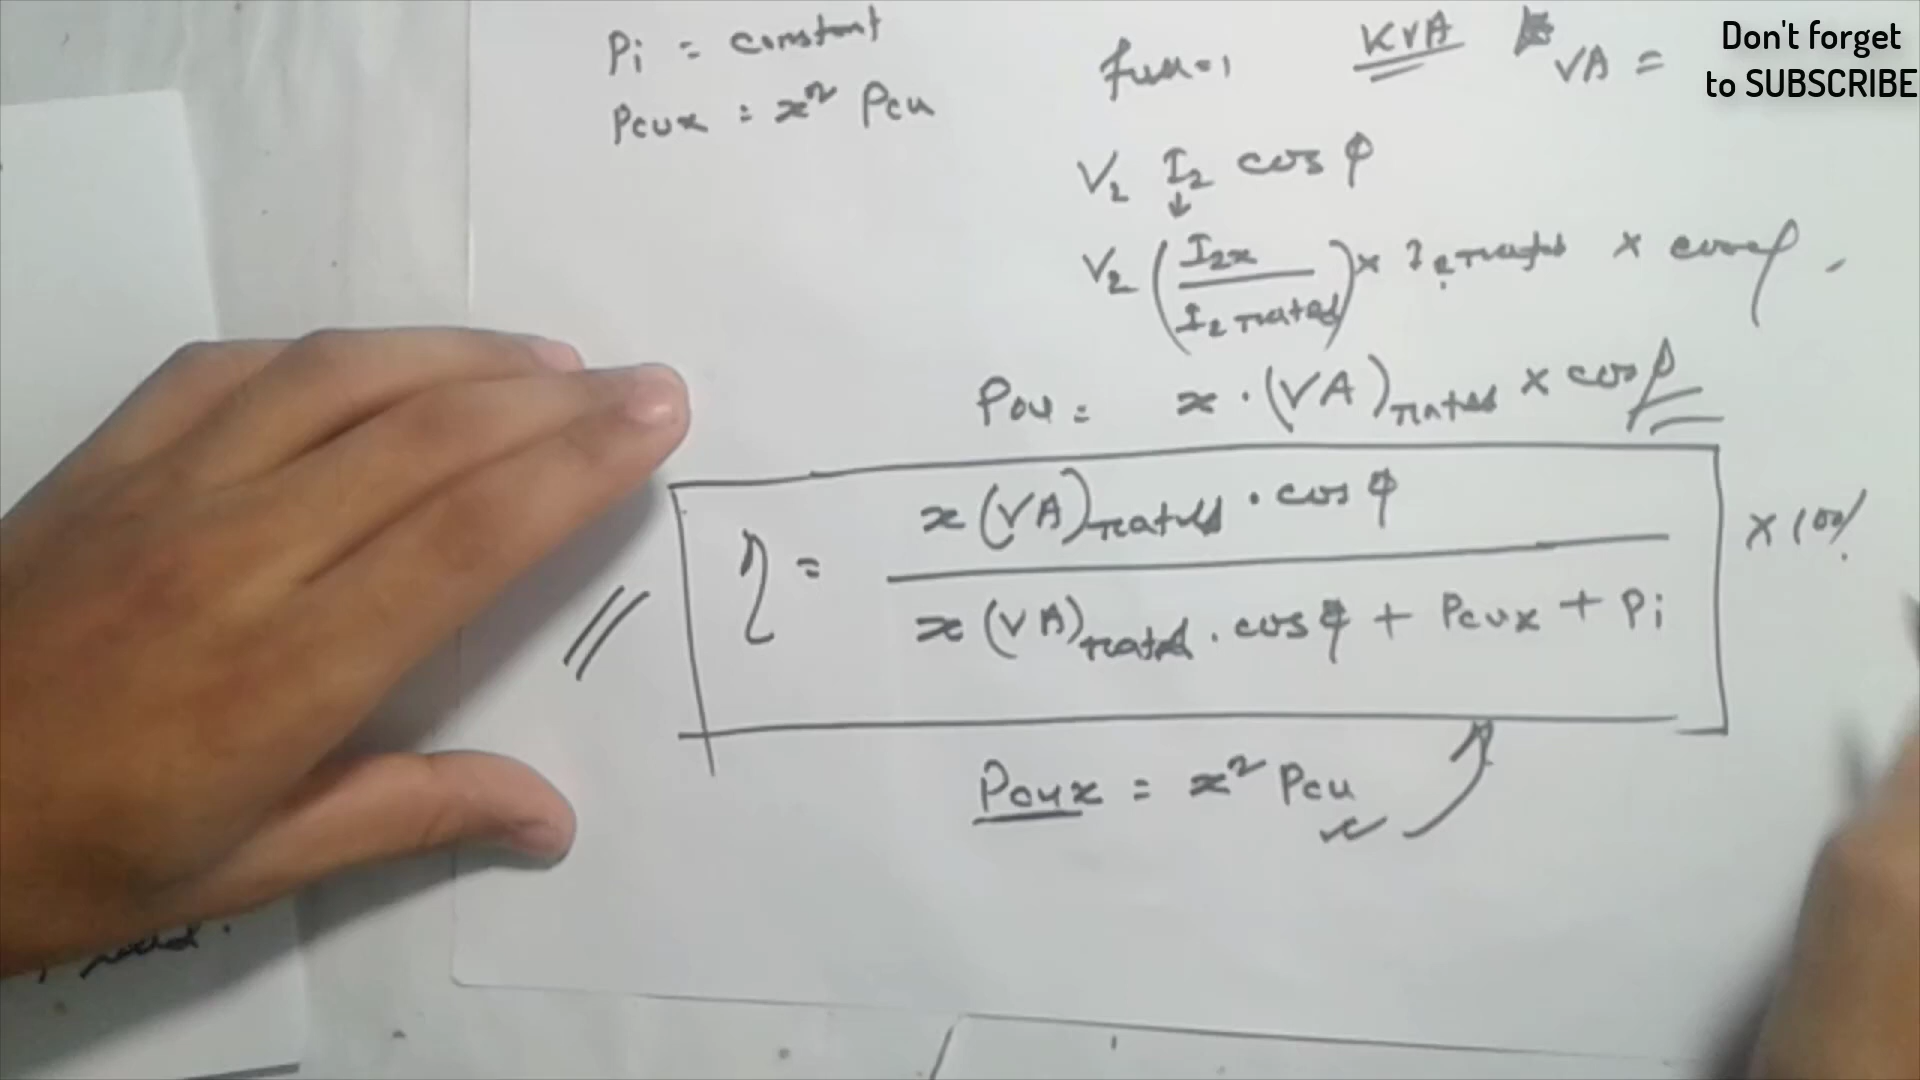 Pi = constant
Pcux = x² Pcu
full = 1 KVA VA =
Don't forget
to SUBSCRIBE
V₂ I₂ cos φ
V₂ (I₂x / I₂ rated) × I₂ rated × cos φ
Pou = x · (VA)rated × cos φ
η = x (VA)rated · cos φ / x (VA)rated · cos φ + Pcux + Pi × 100%
Pcux = x² Pcu